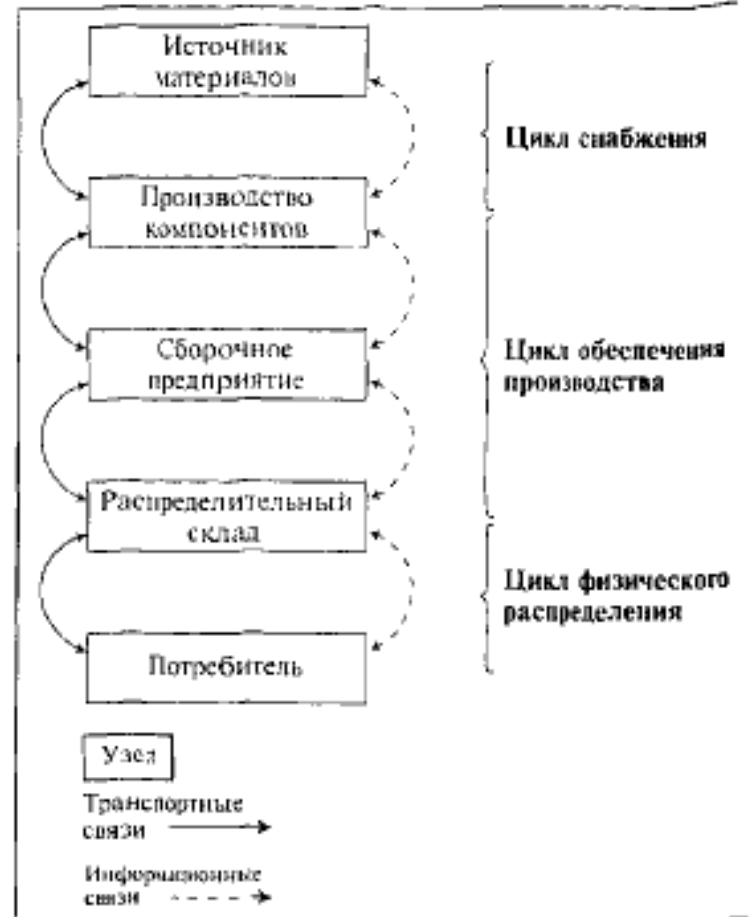 Источник
материалов
Цикл снабжения
Производство
компонентов
Сборочное
предприятие
Цикл обеспечения
производства
Распределительный
склад
Цикл физического
распределения
Потребитель
Узел
Транспортные
связи
Информационные
связи